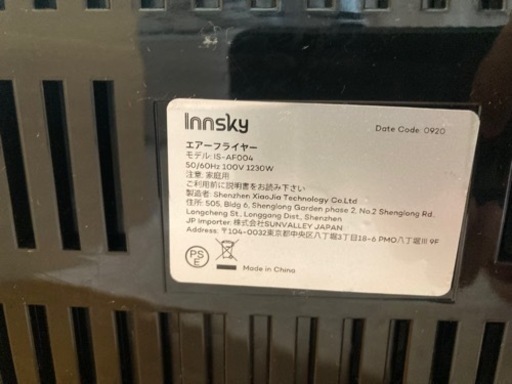 Innsky
Date Code: 0920
エアーフライヤー
モデル: IS-AF004
50/60Hz 100V 1230W
注意: 家庭用
ご利用前に説明書をお読み下さい
製造者: Shenzhen XiaoJia Technology Co.Ltd
住所: 505, Bldg 6, Shenglong Garden phase 2, No.2 Shenglong Rd.
Longcheng St, Longgang Dist., Shenzhen
JP Importer: 株式会社SUNVALLEY JAPAN
Address: 〒104-0032東京都中央区八丁堀3丁目18-6 PMO八丁堀III 9F
PS
E
Made in China